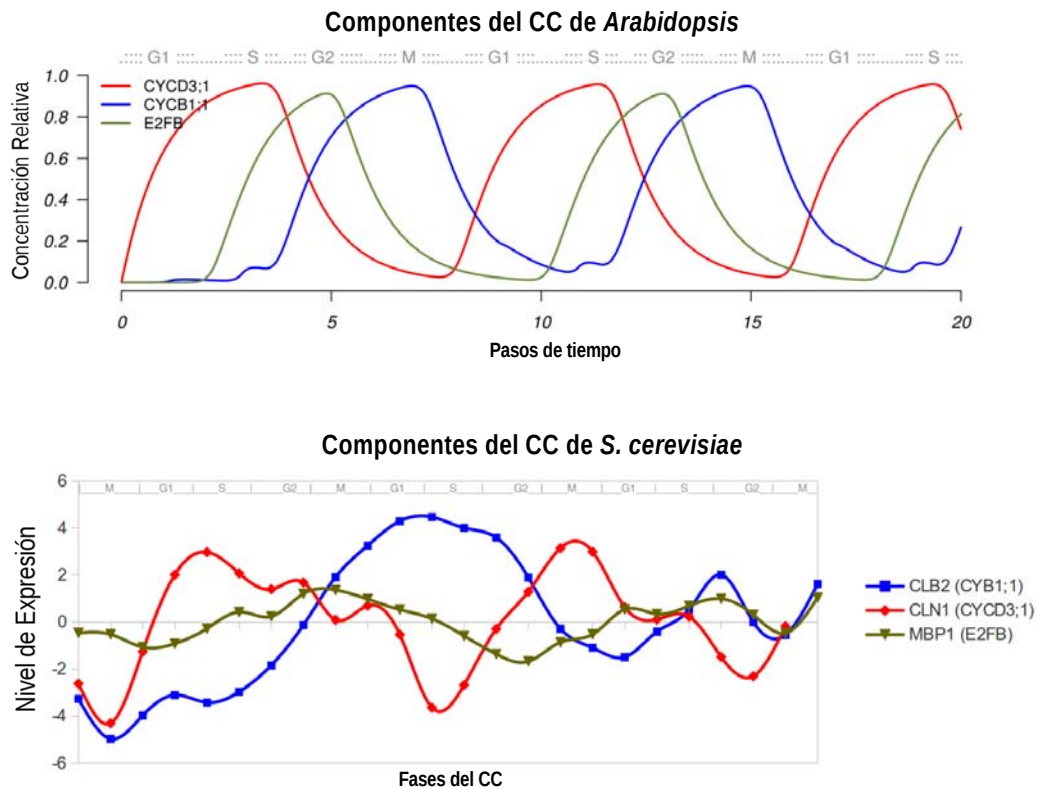 Componentes del CC de Arabidopsis
G1 S G2 M G1 S G2 M G1 S
Concentración Relativa
1.0
0.8
0.6
0.4
0.2
0.0
CYCD3;1
CYCB1;1
E2FB
0 5 10 15 20
Pasos de tiempo
Componentes del CC de S. cerevisiae
Nivel de Expresión
6
4
2
0
-2
-4
-6
M G1 S G2 M G1 S G2 M G1 S G2 M
CLB2 (CYB1;1)
CLN1 (CYCD3;1)
MBP1 (E2FB)
Fases del CC